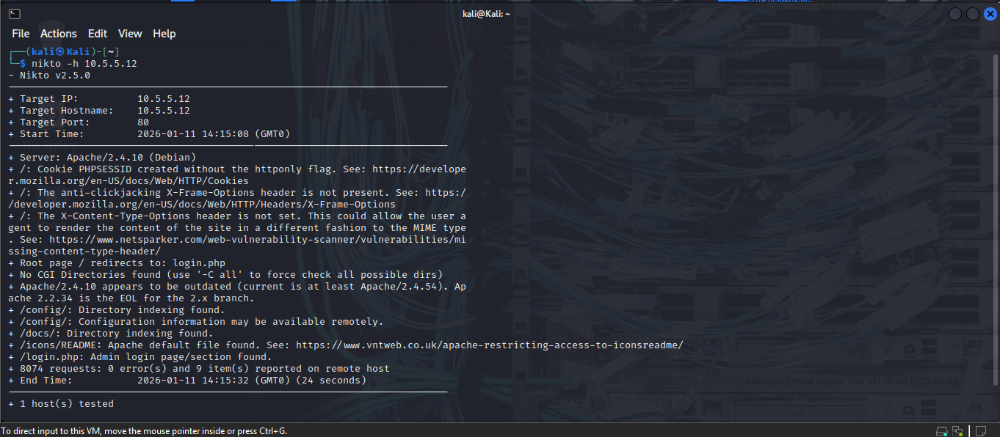 kali@Kali: ~
File Actions Edit View Help
┌──(kali㉿Kali)-[~]
└─$ nikto -h 10.5.5.12
- Nikto v2.5.0
+ Target IP: 10.5.5.12
+ Target Hostname: 10.5.5.12
+ Target Port: 80
+ Start Time: 2026-01-11 14:15:08 (GMT0)
File System
+ Server: Apache/2.4.10 (Debian)
+ /: Cookie PHPSESSID created without the httponly flag. See: https://develope
r.mozilla.org/en-US/docs/Web/HTTP/Cookies
+ /: The anti-clickjacking X-Frame-Options header is not present. See: https:/
/developer.mozilla.org/en-US/docs/Web/HTTP/Headers/X-Frame-Options
+ /: The X-Content-Type-Options header is not set. This could allow the user a
gent to render the content of the site in a different fashion to the MIME type
. See: https://www.netsparker.com/web-vulnerability-scanner/vulnerabilities/mi
ssing-content-type-header/
+ Root page / redirects to: login.php
+ No CGI Directories found (use '-C all' to force check all possible dirs)
+ Apache/2.4.10 appears to be outdated (current is at least Apache/2.4.54). Ap
ache 2.2.34 is the EOL for the 2.x branch.
+ /config/: Directory indexing found.
+ /config/: Configuration information may be available remotely.
+ /docs/: Directory indexing found.
+ /icons/README: Apache default file found. See: https://www.vntweb.co.uk/apache-restricting-access-to-iconsreadme/
+ /login.php: Admin login page/section found.
+ 8074 requests: 0 error(s) and 9 item(s) reported on remote host
+ End Time: 2026-01-11 14:15:32 (GMT0) (24 seconds)
NetAcad Ethical Hacker Kali VM (Build 2023-08-14)
+ 1 host(s) tested
To direct input to this VM, move the mouse pointer inside or press Ctrl+G.